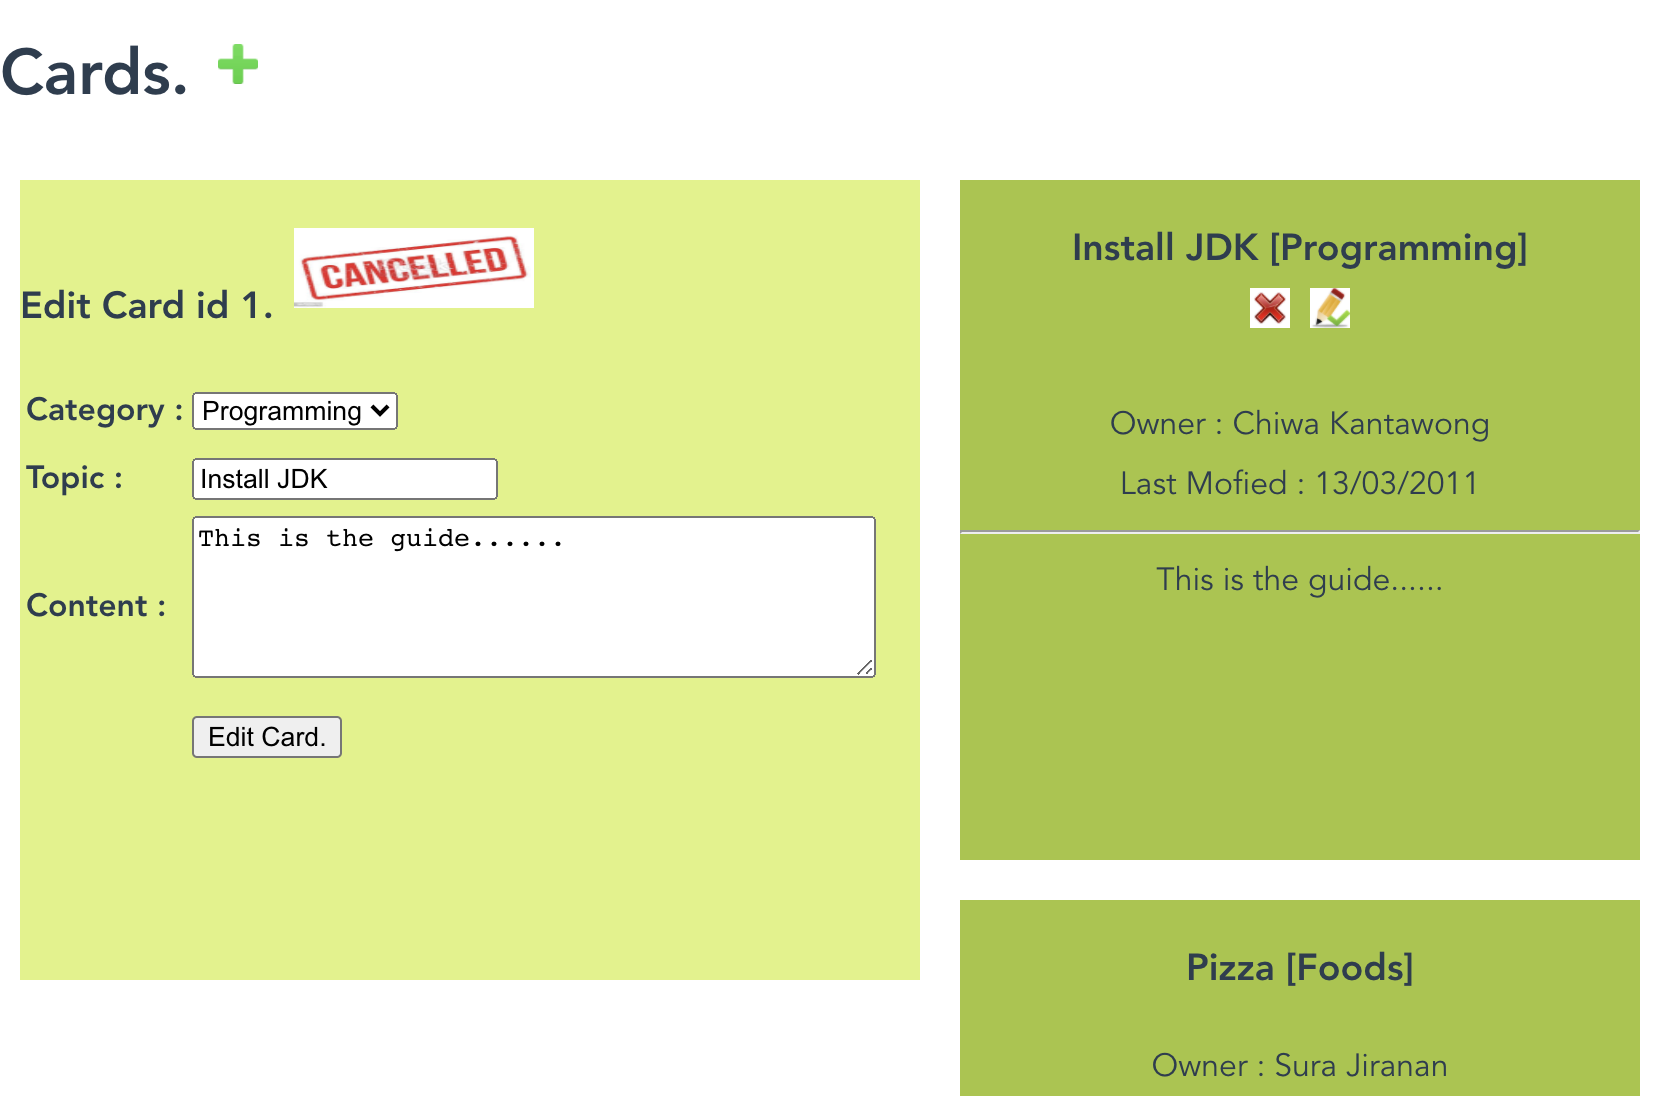 Cards.
CANCELLED
Edit Card id 1.
Category : Programming
Topic : Install JDK
Content : This is the guide......
Edit Card.
Install JDK [Programming]
Owner : Chiwa Kantawong
Last Mofied : 13/03/2011
This is the guide......
Pizza [Foods]
Owner : Sura Jiranan